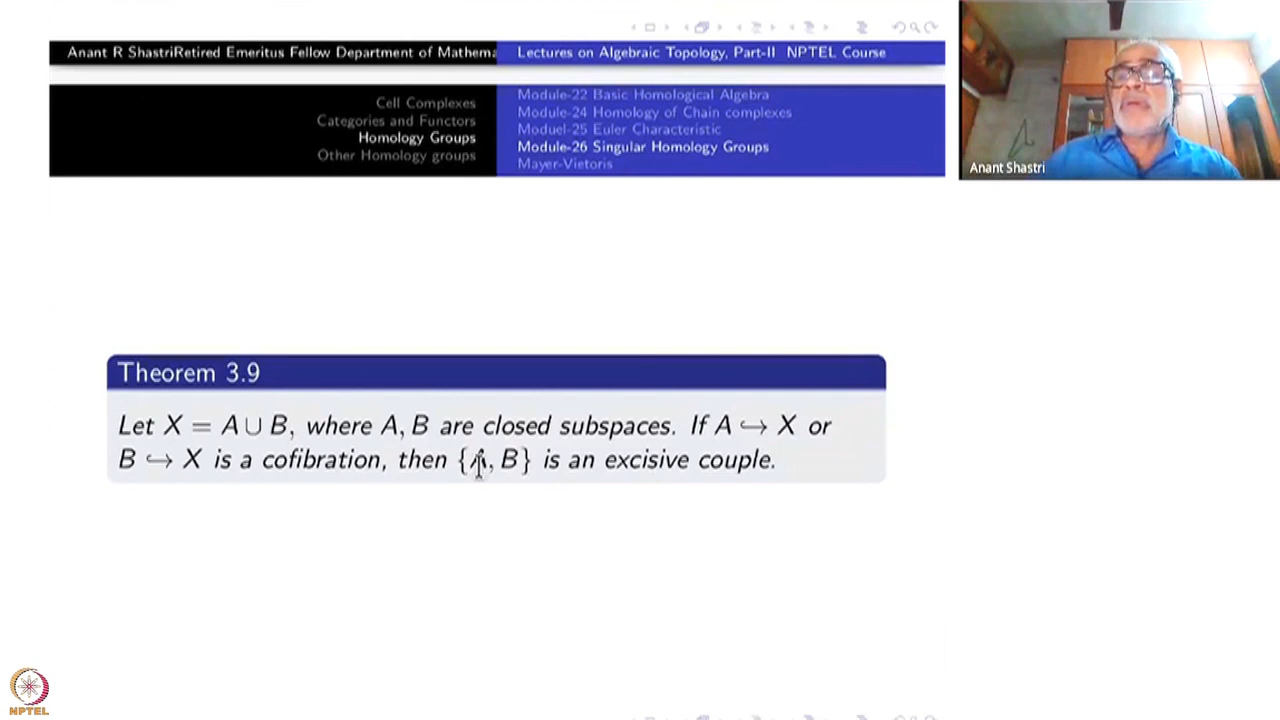 Anant R ShastriRetired Emeritus Fellow Department of Mathema
Lectures on Algebraic Topology, Part-II NPTEL Course
Cell Complexes
Categories and Functors
Homology Groups
Other Homology groups
Module-22 Basic Homological Algebra
Module-24 Homology of Chain complexes
Moduel-25 Euler Characteristic
Module-26 Singular Homology Groups
Mayer-Vietoris
Anant Shastri
Theorem 3.9
Let X = A ∪ B, where A, B are closed subspaces. If A ↪ X or
B ↪ X is a cofibration, then {A, B} is an excisive couple.
NPTEL